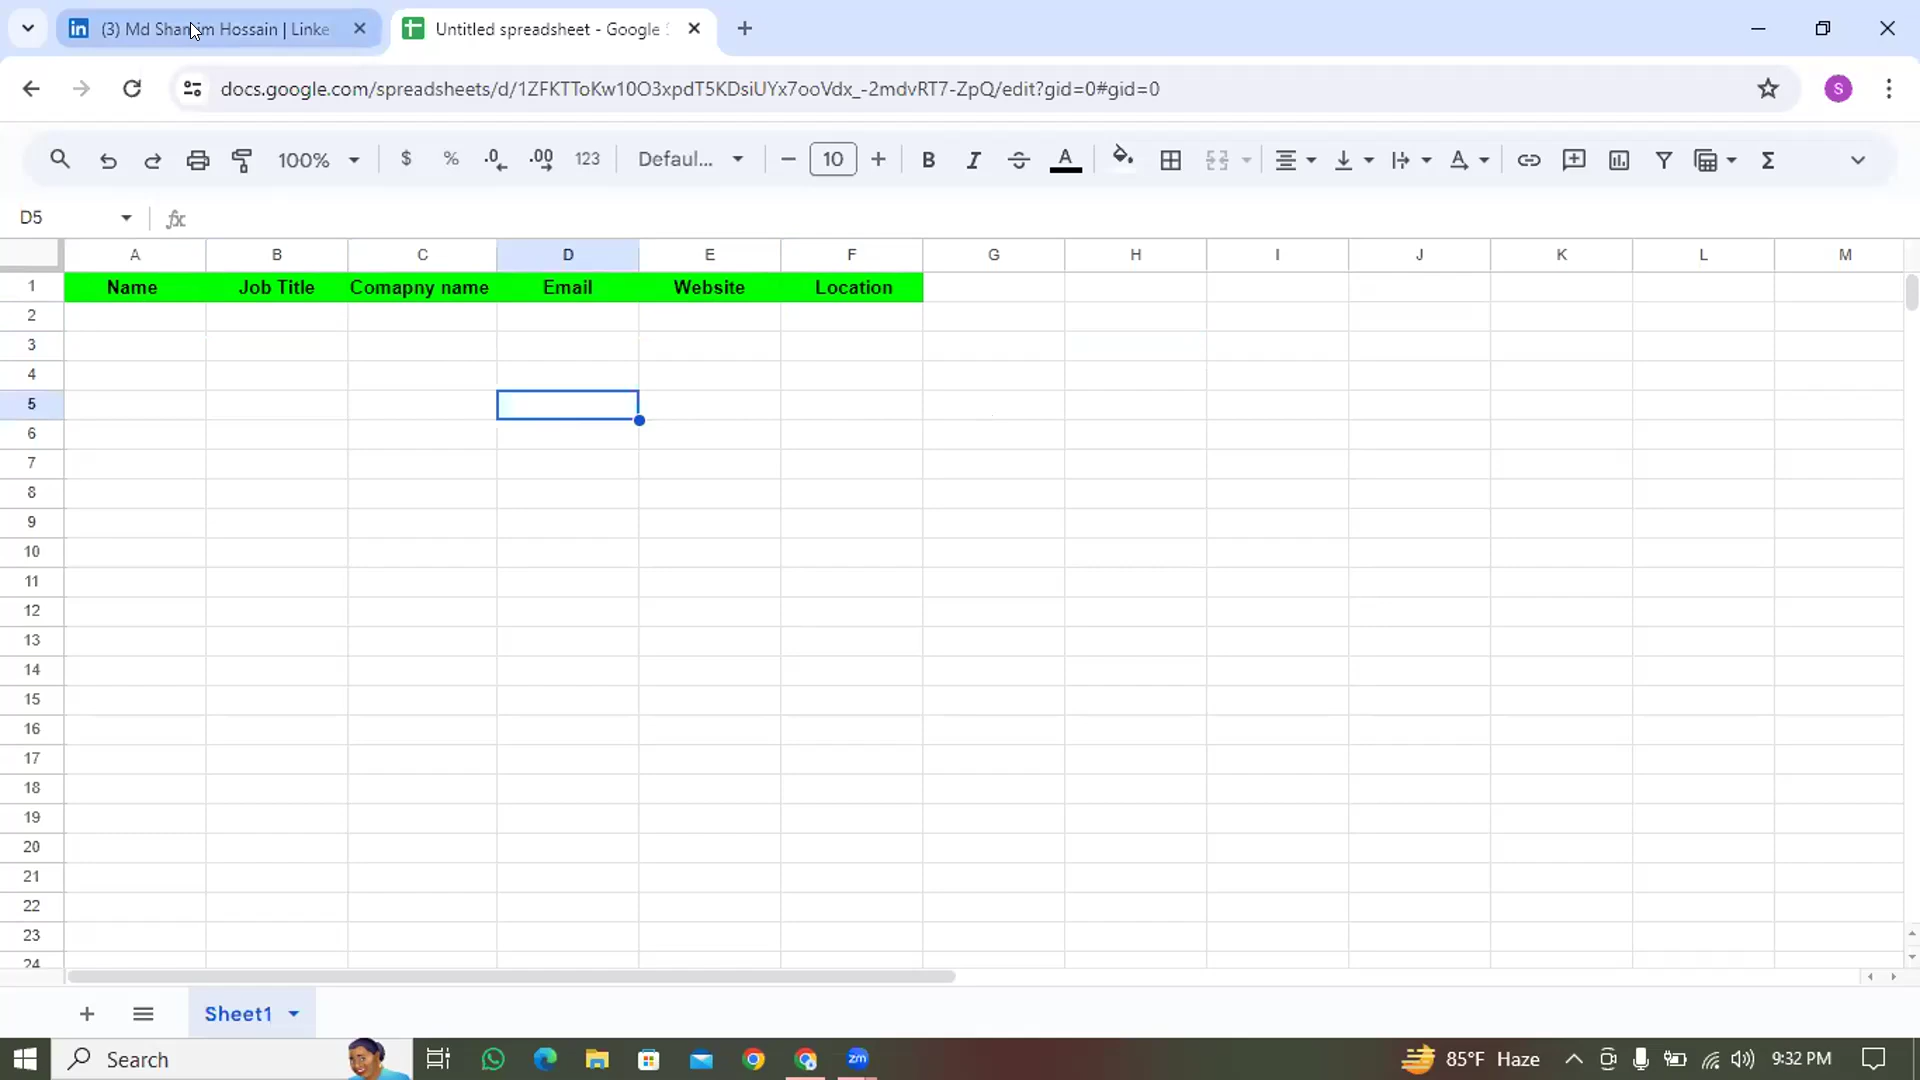 (3) Md Shamim Hossain | Linke
Untitled spreadsheet - Google
docs.google.com/spreadsheets/d/1ZFKTToKw10O3xpdT5KDsiUYx7ooVdx_-2mdvRT7-ZpQ/edit?gid=0#gid=0
S
100% $ % .0 .00 123 Defaul... 10 B I S A Σ
D5 fx
A B C D E F G H I J K L M
1 Name Job Title Comapny name Email Website Location
2
3
4
5
6
7
8
9
10
11
12
13
14
15
16
17
18
19
20
21
22
23
24
Sheet1
Search zm 85°F Haze 9:32 PM